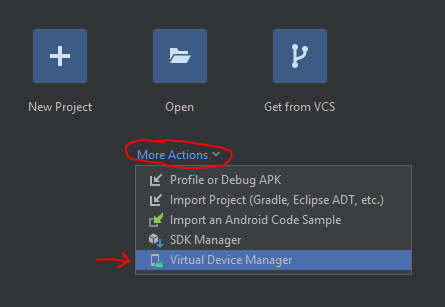 New Project
Open
Get from VCS
More Actions
Profile or Debug APK
Import Project (Gradle, Eclipse ADT, etc.)
Import an Android Code Sample
SDK Manager
Virtual Device Manager